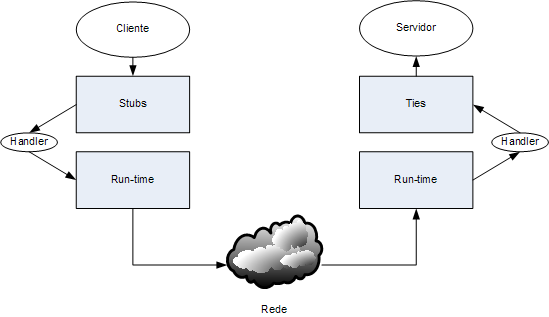 Cliente
Servidor
Stubs
Ties
Handler
Handler
Run-time
Run-time
Rede